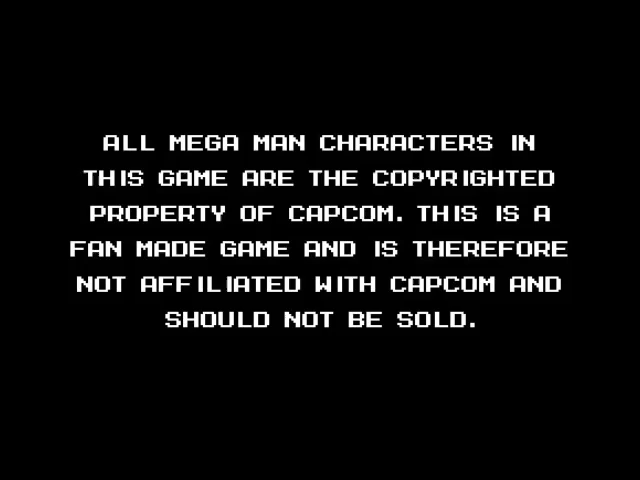 ALL MEGA MAN CHARACTERS IN
THIS GAME ARE THE COPYRIGHTED
PROPERTY OF CAPCOM. THIS IS A
FAN MADE GAME AND IS THEREFORE
NOT AFFILIATED WITH CAPCOM AND
SHOULD NOT BE SOLD.